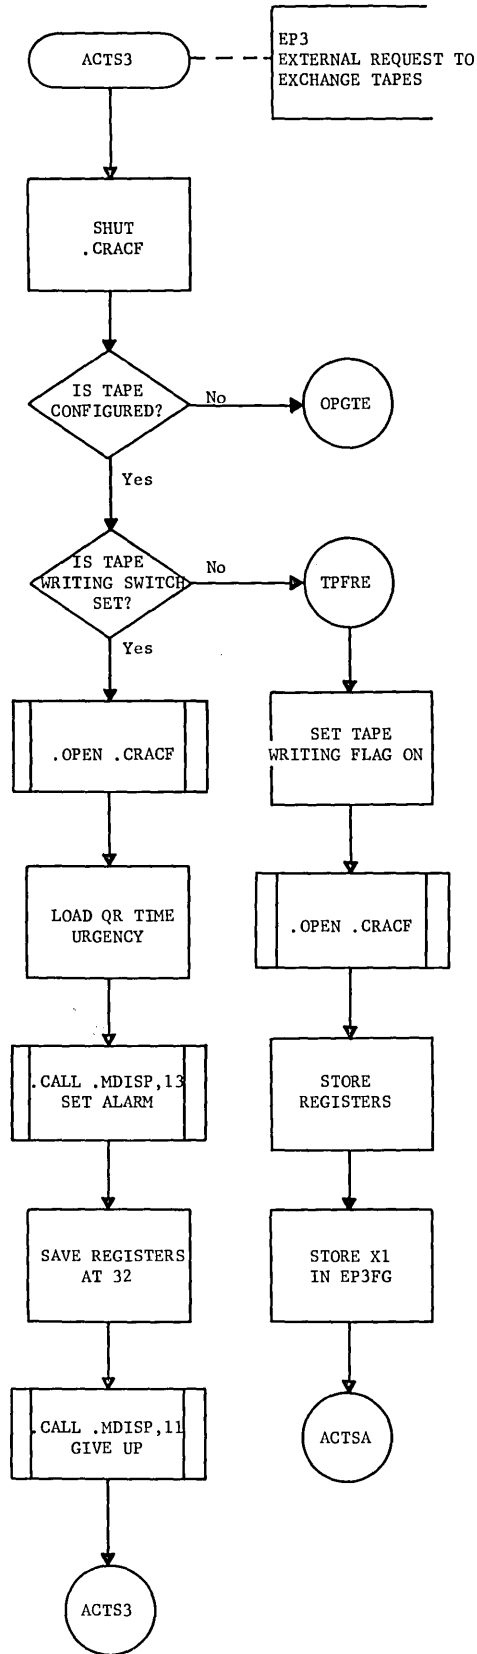 ACTS3
EP3
EXTERNAL REQUEST TO
EXCHANGE TAPES
SHUT
.CRACF
IS TAPE
CONFIGURED?
No
OPGTE
Yes
IS TAPE
WRITING SWITCH
SET?
No
TPFRE
Yes
.OPEN .CRACF
SET TAPE
WRITING FLAG ON
LOAD QR TIME
URGENCY
.OPEN .CRACF
.CALL .MDISP,13
SET ALARM
STORE
REGISTERS
SAVE REGISTERS
AT 32
STORE X1
IN EP3FG
.CALL .MDISP,11
GIVE UP
ACTSA
ACTS3